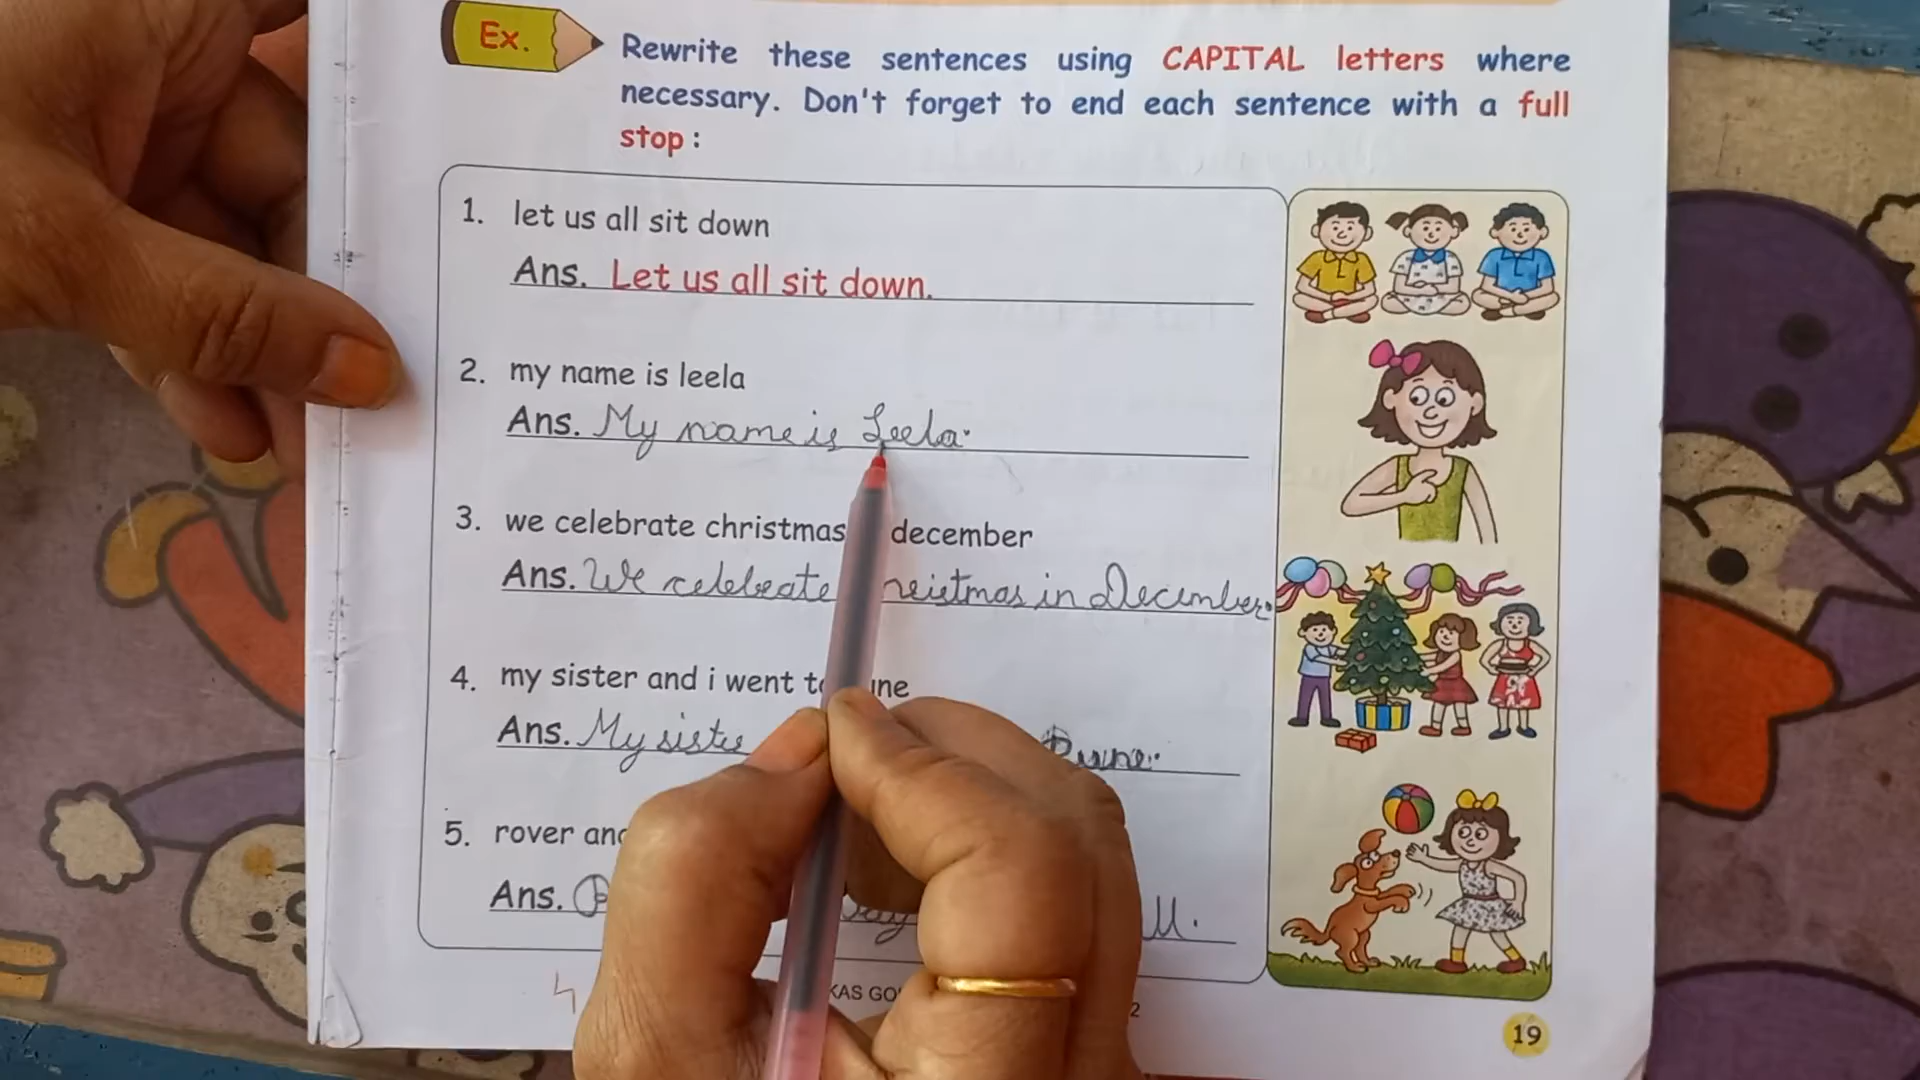 Ex.
Rewrite these sentences using CAPITAL letters where
necessary. Don't forget to end each sentence with a full
stop :
1. let us all sit down
Ans. Let us all sit down.
2. my name is leela
Ans. My name is Leela.
3. we celebrate christmas december
Ans. We celebrate in December.
4. my sister and i went
Ans. My sister Pune.
5. rover
Ans.
19